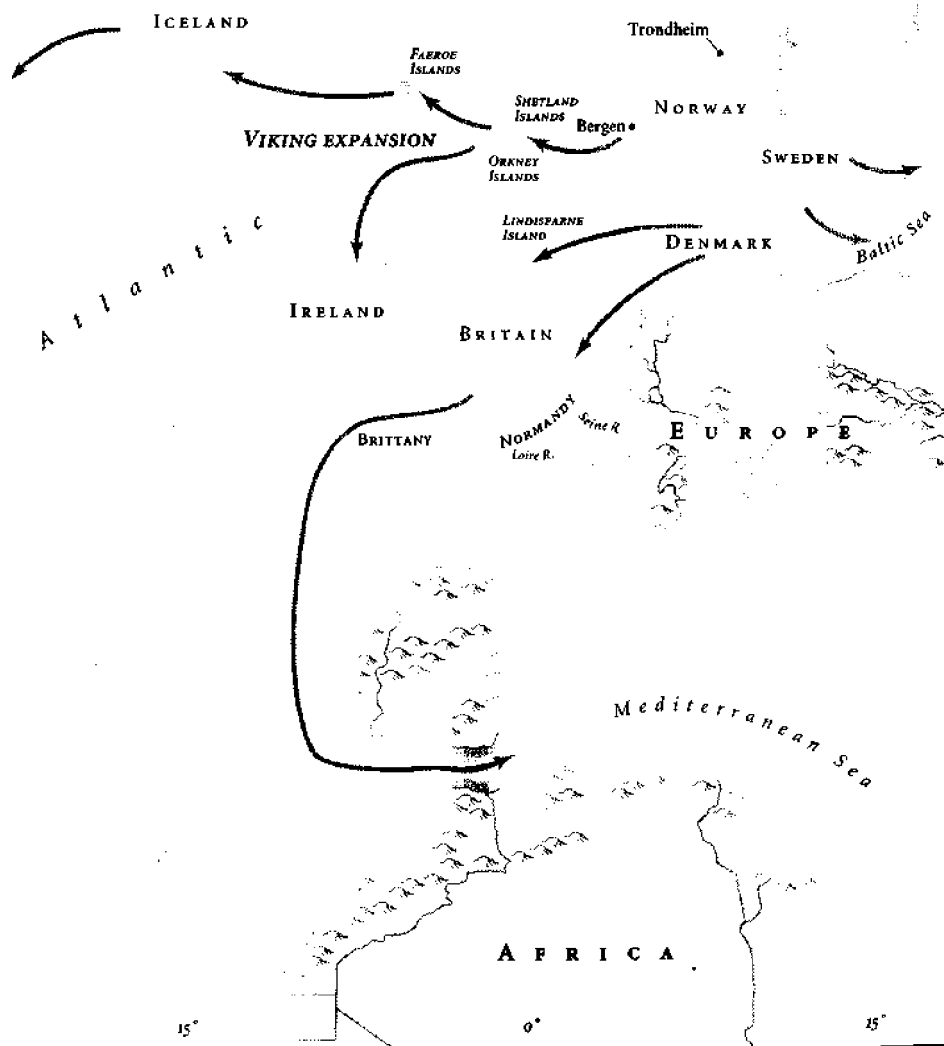 ICELAND
Trondheim
FAEROE
ISLANDS
SHETLAND
ISLANDS
NORWAY
Bergen
VIKING EXPANSION
SWEDEN
ORKNEY
ISLANDS
Atlantic
LINDISFARNE
ISLAND
DENMARK
Baltic Sea
IRELAND
BRITAIN
BRITTANY
NORMANDY
Seine R.
Loire R.
EUROPE
Mediterranean Sea
AFRICA
15°
0°
15°